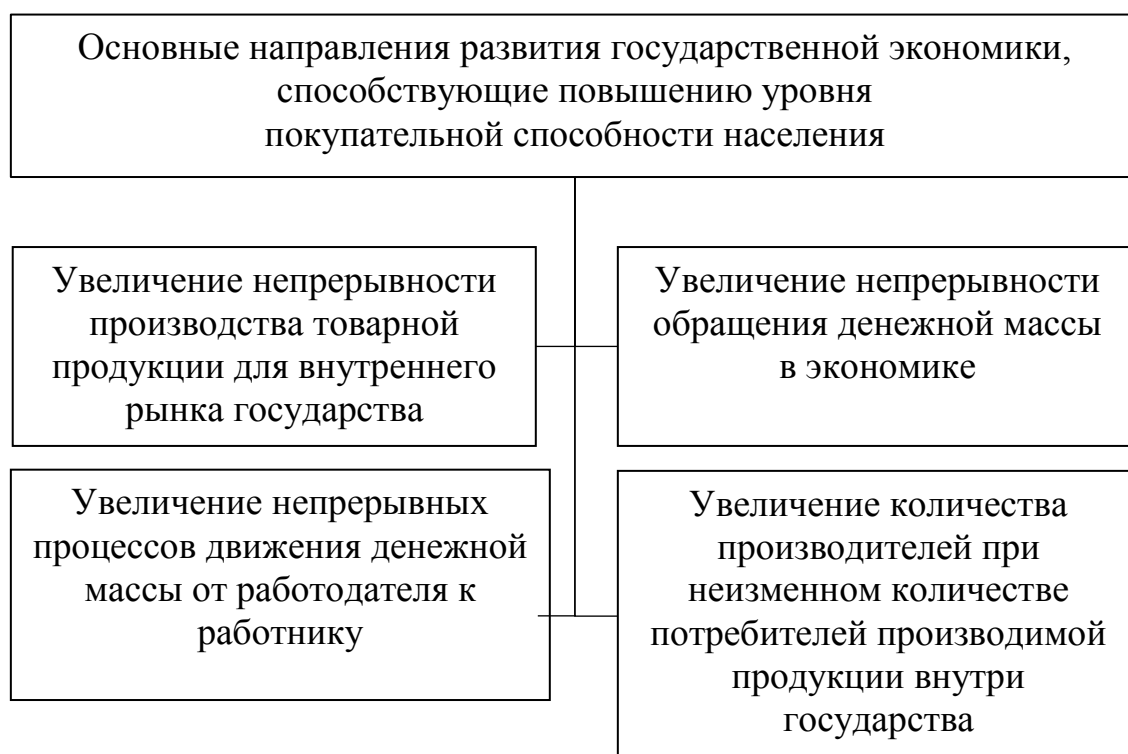 Основные направления развития государственной экономики,
способствующие повышению уровня
покупательной способности населения
Увеличение непрерывности
производства товарной
продукции для внутреннего
рынка государства
Увеличение непрерывности
обращения денежной массы
в экономике
Увеличение непрерывных
процессов движения денежной
массы от работодателя к
работнику
Увеличение количества
производителей при
неизменном количестве
потребителей производимой
продукции внутри
государства